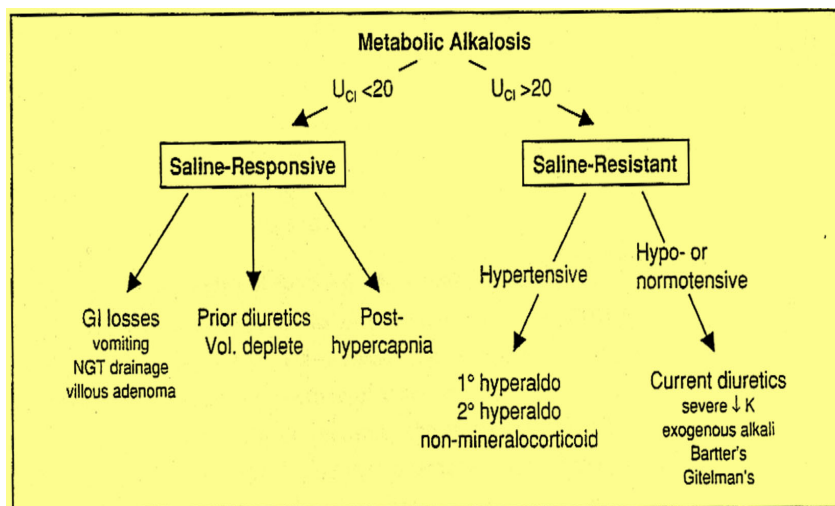 Metabolic Alkalosis
U_Cl <20
U_Cl >20
Saline-Responsive
Saline-Resistant
Hypertensive
Hypo- or
normotensive
GI losses
vomiting
NGT drainage
villous adenoma
Prior diuretics
Vol. deplete
Post-
hypercapnia
1° hyperaldo
2° hyperaldo
non-mineralocorticoid
Current diuretics
severe ↓ K
exogenous alkali
Bartter's
Gitelman's